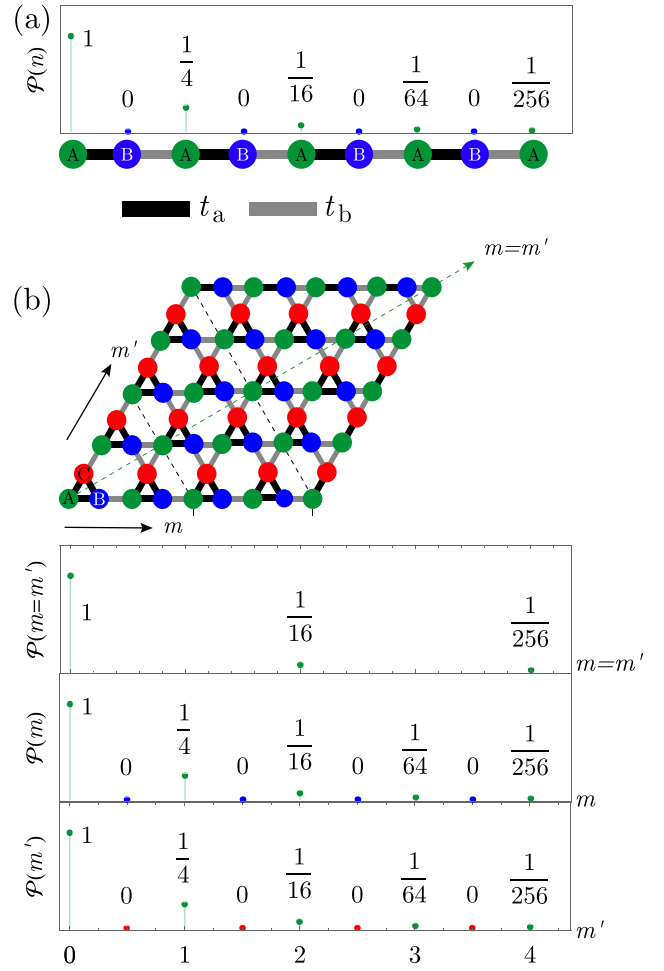 (a)
P(n)
1
0
1/4
0
1/16
0
1/64
0
1/256
A B A B A B A B A
t_a t_b
(b)
m=m'
m'
C
A B
m
P(m=m')
1
1/16
1/256
m=m'
P(m)
1
0
1/4
0
1/16
0
1/64
0
1/256
m
P(m')
1
0
1/4
0
1/16
0
1/64
0
1/256
m'
0 1 2 3 4